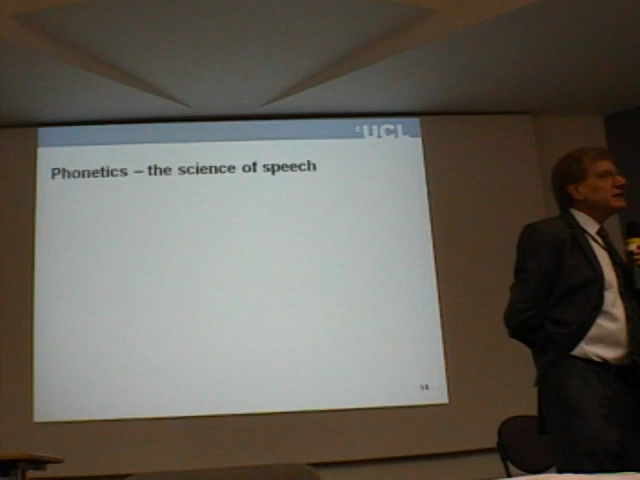 UCL
Phonetics – the science of speech